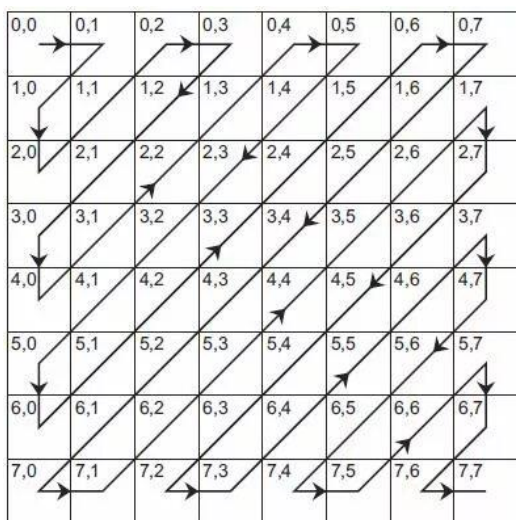 0,0 0,1 0,2 0,3 0,4 0,5 0,6 0,7
1,0 1,1 1,2 1,3 1,4 1,5 1,6 1,7
2,0 2,1 2,2 2,3 2,4 2,5 2,6 2,7
3,0 3,1 3,2 3,3 3,4 3,5 3,6 3,7
4,0 4,1 4,2 4,3 4,4 4,5 4,6 4,7
5,0 5,1 5,2 5,3 5,4 5,5 5,6 5,7
6,0 6,1 6,2 6,3 6,4 6,5 6,6 6,7
7,0 7,1 7,2 7,3 7,4 7,5 7,6 7,7